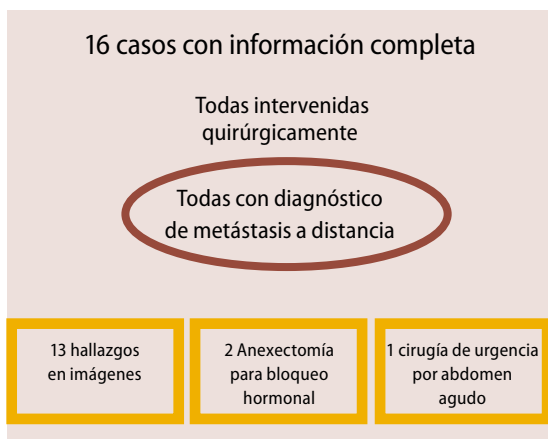 16 casos con información completa
Todas intervenidas
quirúrgicamente
Todas con diagnóstico
de metástasis a distancia
13 hallazgos
en imágenes
2 Anexectomía
para bloqueo
hormonal
1 cirugía de urgencia
por abdomen
agudo